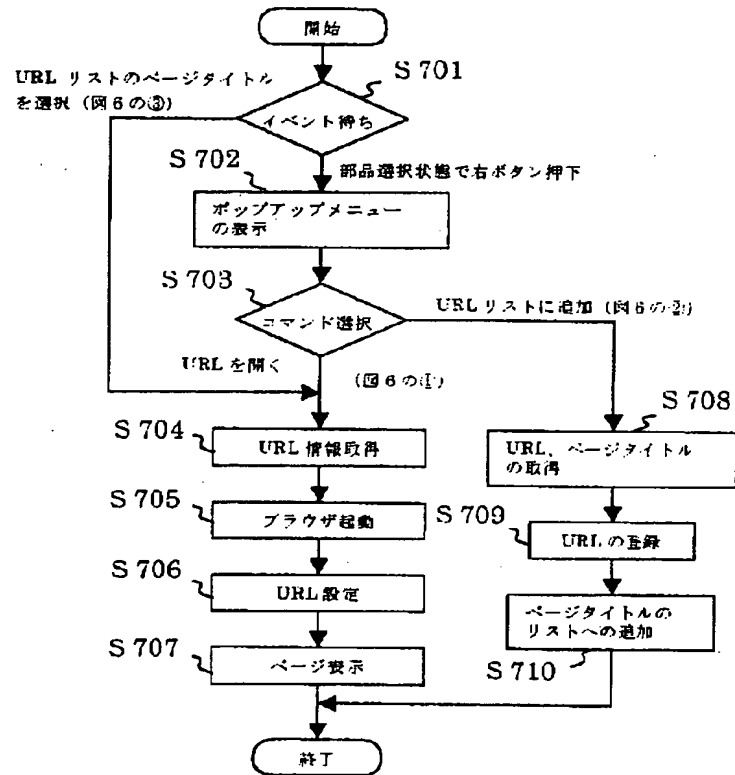 開始
URL リストのページタイトル
を選択 (図6の③)
S 701
イベント待ち
S 702
部品選択状態で右ボタン押下
ポップアップメニュー
の表示
S 703
コマンド選択
URLリストに追加 (図6の②)
URLを開く
(図6の①)
S 704
URL 情報取得
S 705
ブラウザ起動
S 706
URL 設定
S 707
ページ表示
S 708
URL、ページタイトル
の取得
S 709
URL の登録
ページタイトルの
リストへの追加
S 710
終了